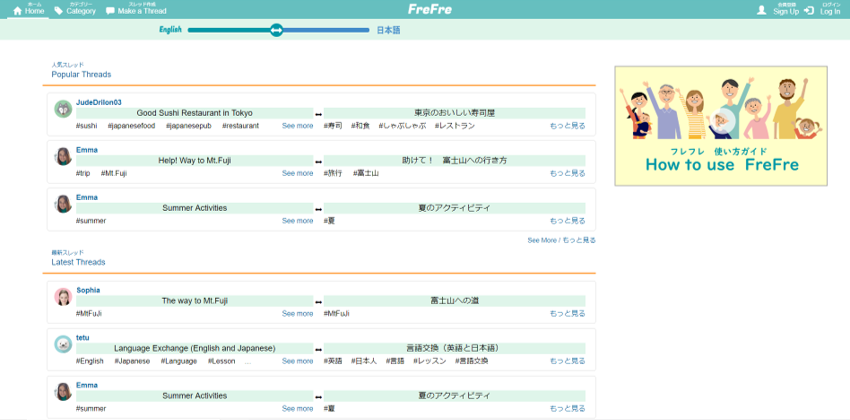 ホーム
Home
カテゴリー
Category
スレッド作成
Make a Thread
FreFre
会員登録
Sign Up
ログイン
Log In
English 日本語
人気スレッド
Popular Threads
JudeDrilon03
Good Sushi Restaurant in Tokyo 東京のおいしい寿司屋
#sushi #japanesefood #japanesepub #restaurant See more #寿司 #和食 #しゃぶしゃぶ #レストラン もっと見る
Emma
Help! Way to Mt.Fuji 助けて！ 富士山への行き方
#trip #Mt.Fuji See more #旅行 #富士山 もっと見る
Emma
Summer Activities 夏のアクティビティ
#summer See more #夏 もっと見る
See More / もっと見る
フレフレ 使い方ガイド
How to use FreFre
最新スレッド
Latest Threads
Sophia
The way to Mt.Fuji 富士山への道
#MtFuJi See more #MtFuJi もっと見る
tetu
Language Exchange (English and Japanese) 言語交換（英語と日本語）
#English #Japanese #Language #Lesson ... See more #英語 #日本人 #言語 #レッスン #言語交換 もっと見る
Emma
Summer Activities 夏のアクティビティ
#summer See more #夏 もっと見る